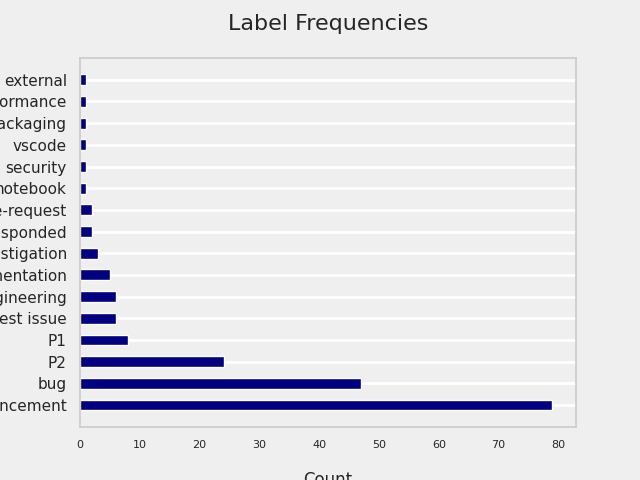 Label Frequencies
external
ormance
ackaging
vscode
security
notebook
e-request
sponded
stigation
nentation
gineering
est issue
P1
P2
bug
ncement
0 10 20 30 40 50 60 70 80
Count